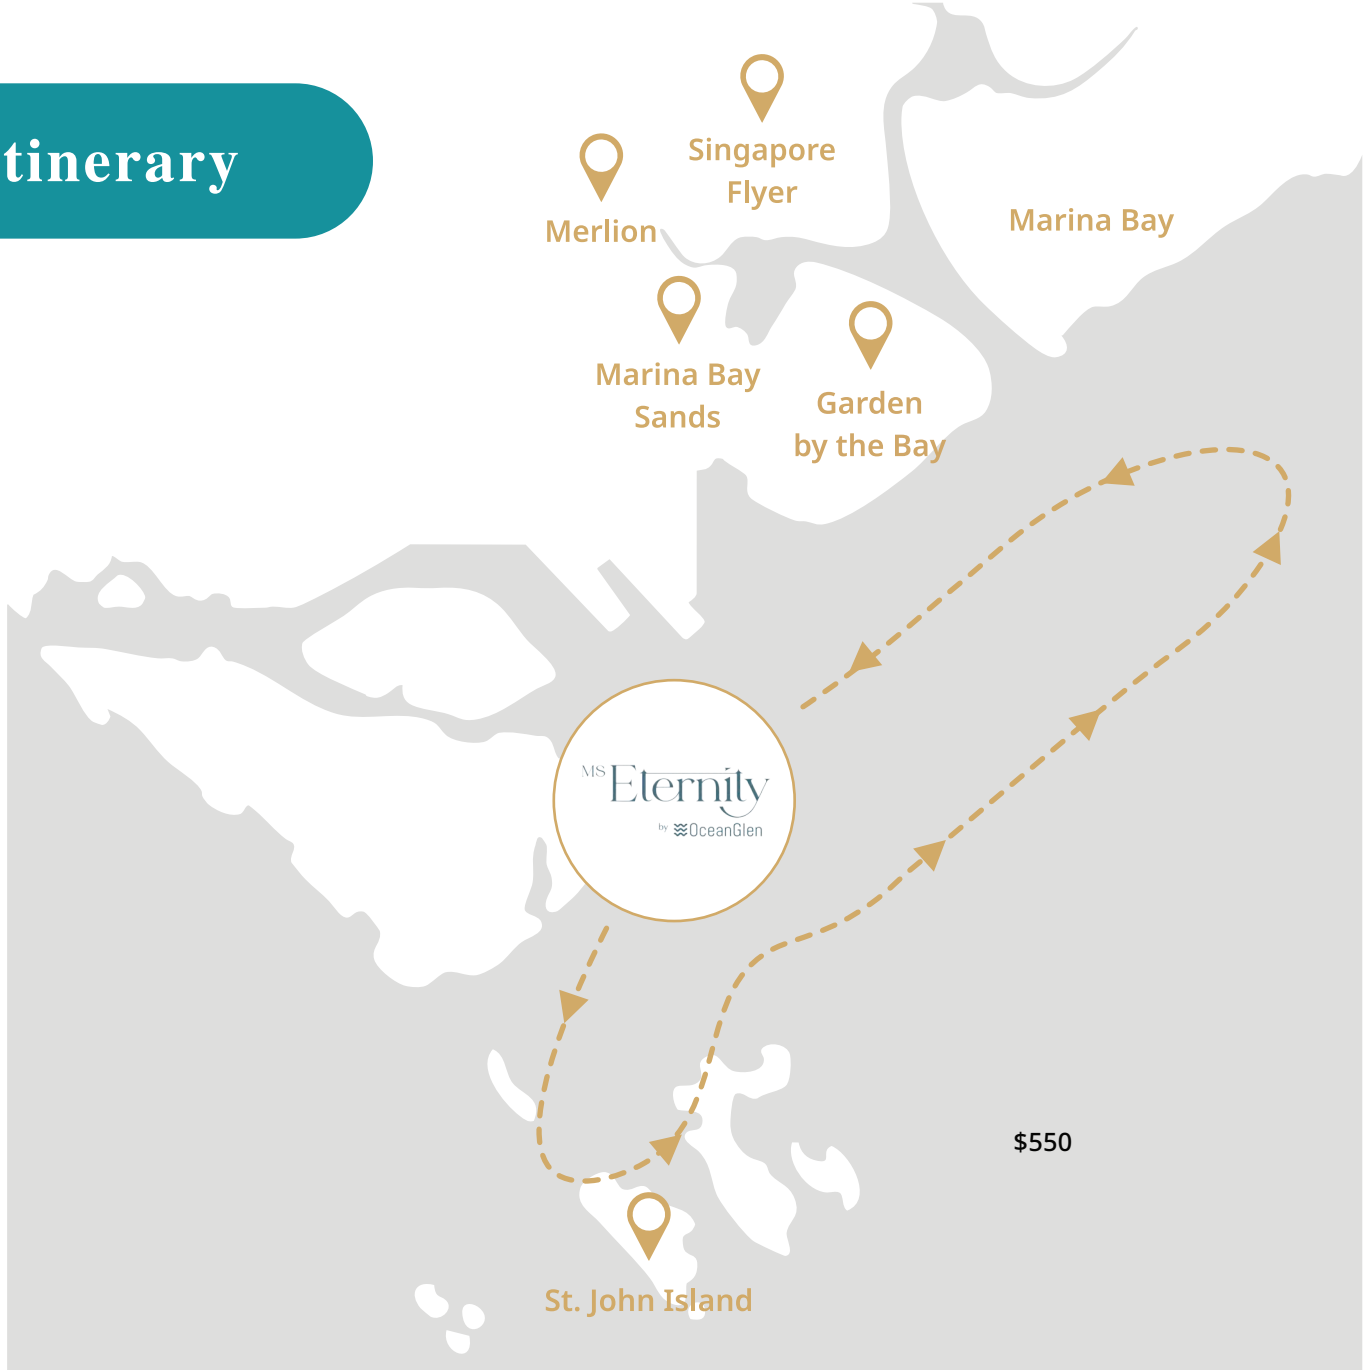 tinerary
Singapore
Flyer
Merlion
Marina Bay
Marina Bay
Sands
Garden
by the Bay
MS Eternity
by OceanGlen
$550
St. John Island